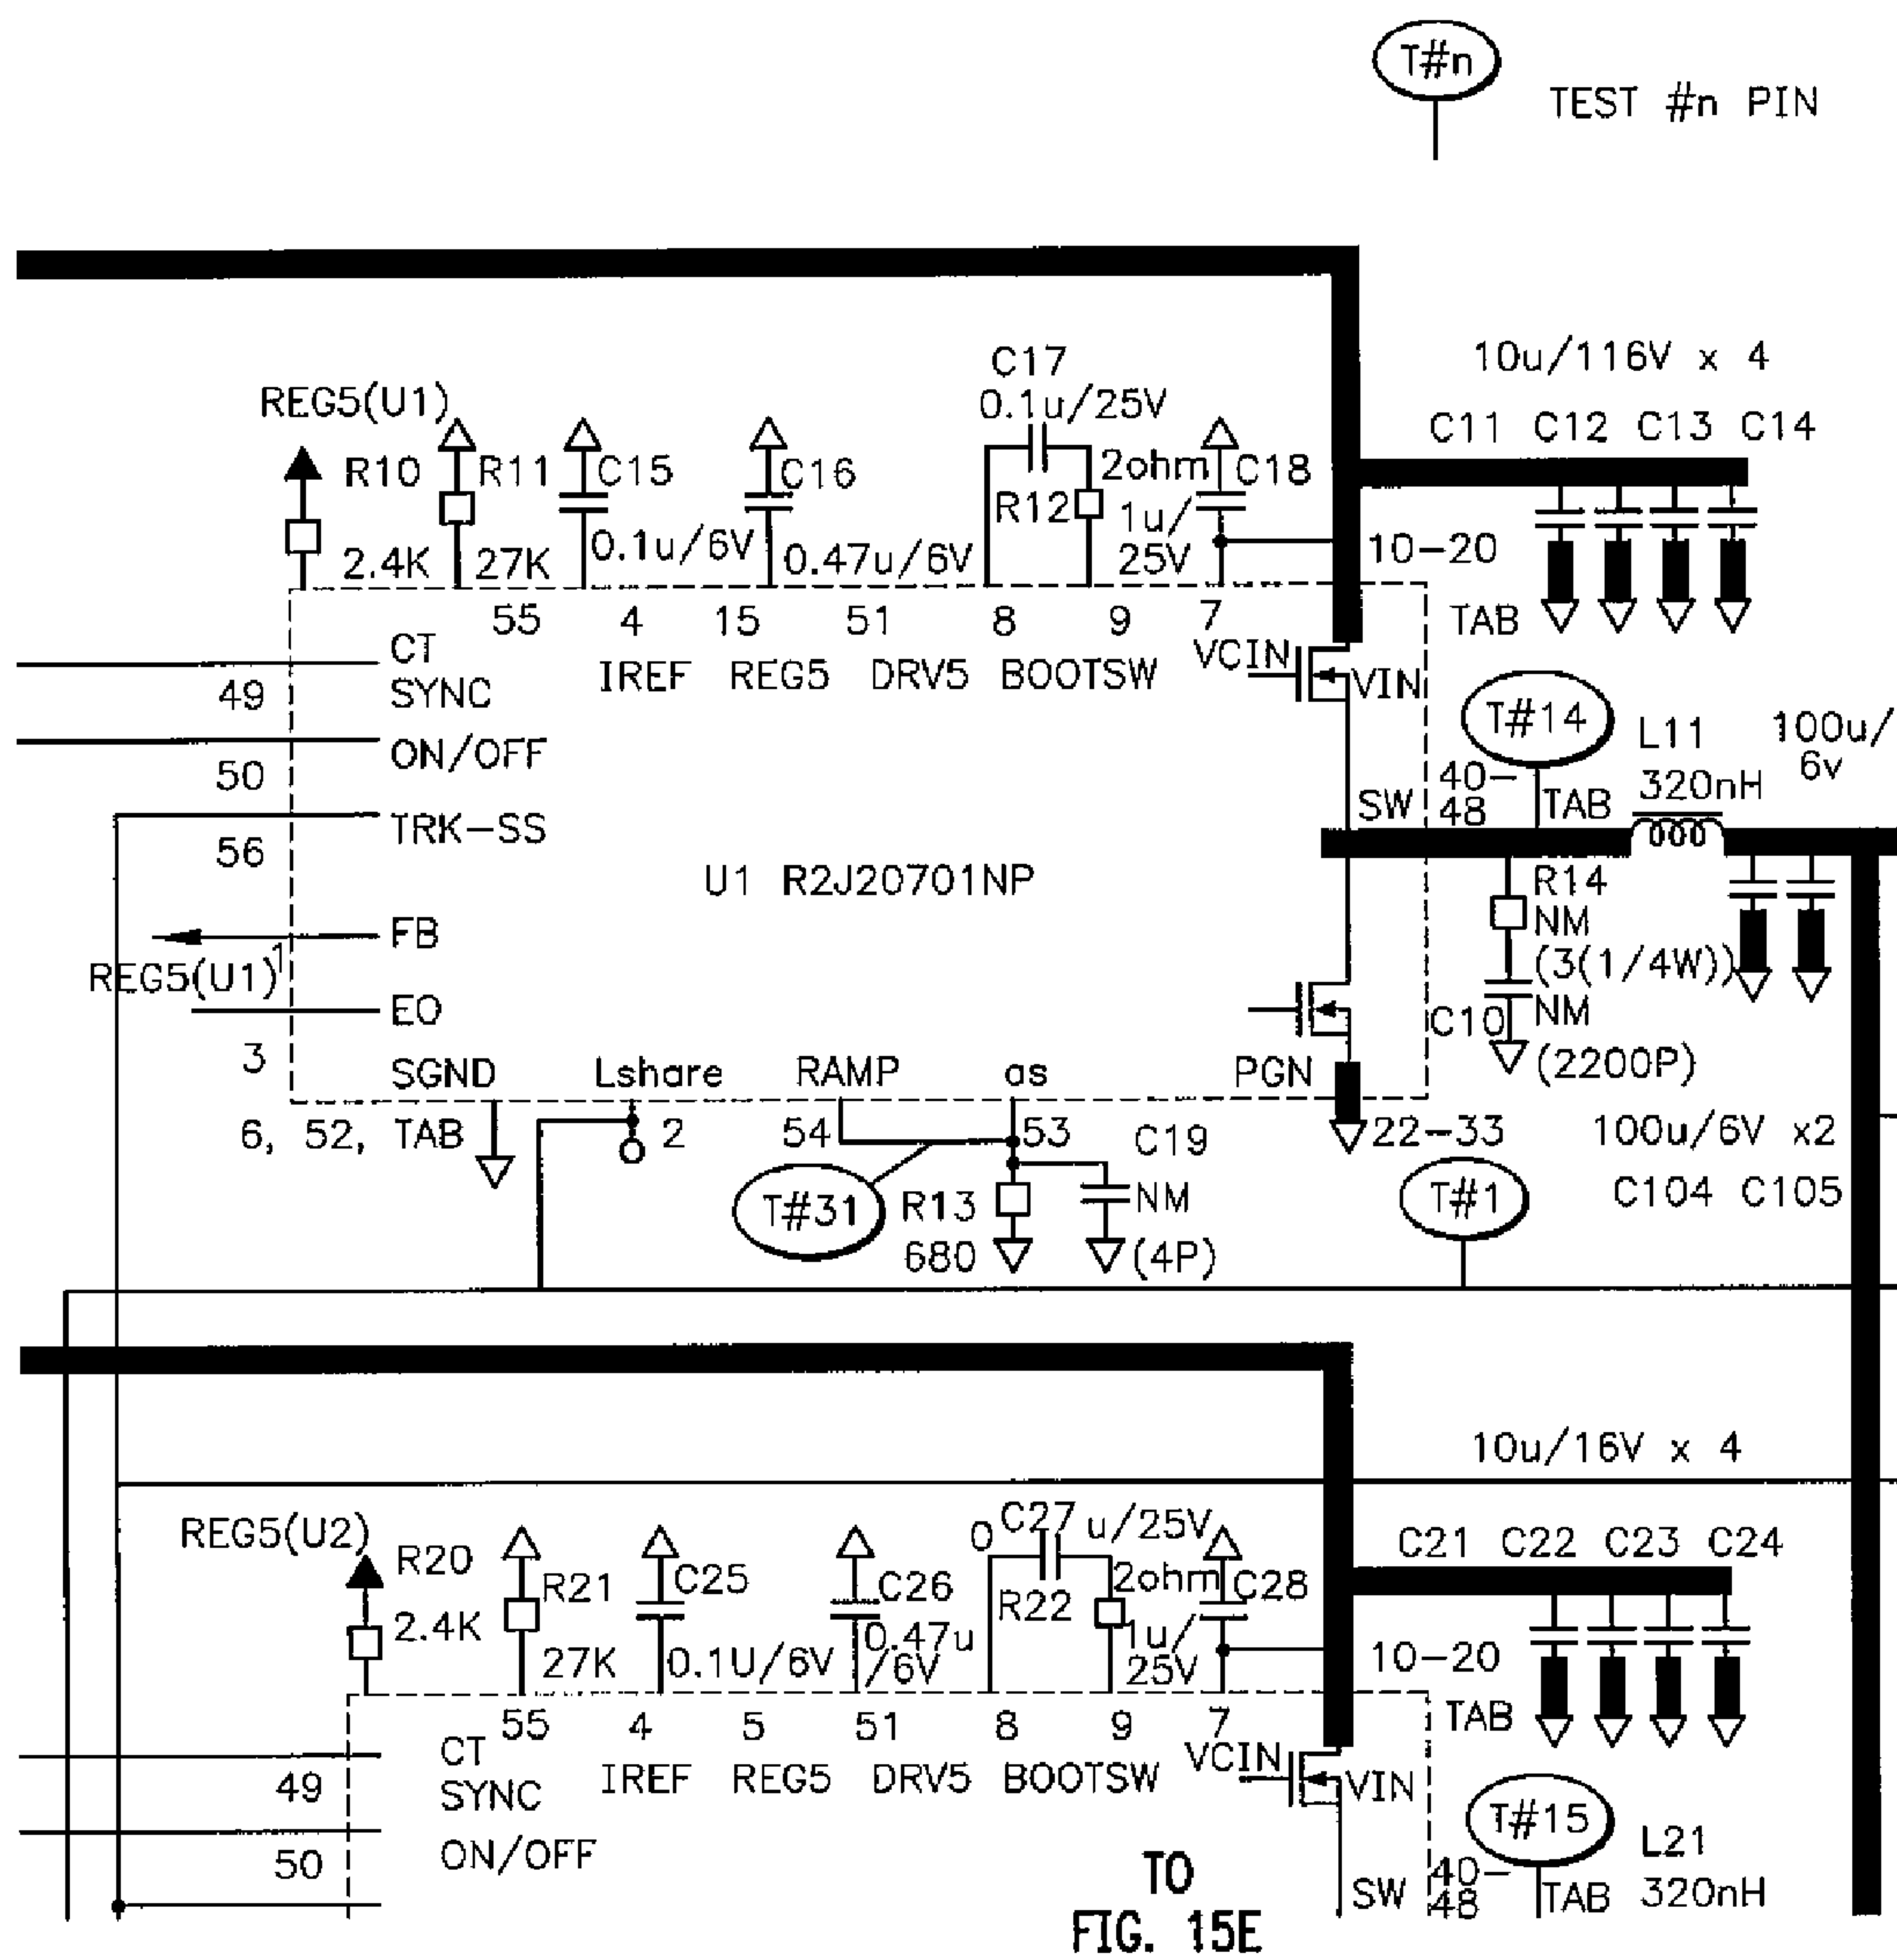 T#n
TEST #n PIN
10u/116V x 4
C11 C12 C13 C14
C17
0.1u/25V
REG5(U1)
R10
2.4K
R11
27K
C15
0.1u/6V
C16
0.47u/6V
R12
2ohm
1u/
25V
C18
10-20
TAB
55 4 15 51 8 9 7
CT
SYNC
49
IREF REG5 DRV5 BOOTSW
VCIN
VIN
ON/OFF
50
T#14
L11
320nH
100u/
6v
SW
40-
48
TAB
TRK-SS
56
U1 R2J20701NP
R14
NM
(3(1/4W))
FB
1
REG5(U1)
EO
3
C10
NM
(2200P)
SGND Lshare RAMP as PGN
6, 52, TAB
2
54
53
C19
NM
(4P)
22-33
100u/6V x2
C104 C105
T#31
R13
680
T#1
10u/16V x 4
C21 C22 C23 C24
REG5(U2)
R20
2.4K
R21
27K
C25
0.1U/6V
C26
0.47u
/6V
0
C27 u/25V
R22
2ohm
1u/
25V
C28
10-20
TAB
55 4 5 51 8 9 7
CT
SYNC
49
IREF REG5 DRV5 BOOTSW
VCIN
VIN
ON/OFF
50
T#15
L21
320nH
SW
40-
48
TAB
TO
FIG. 15E